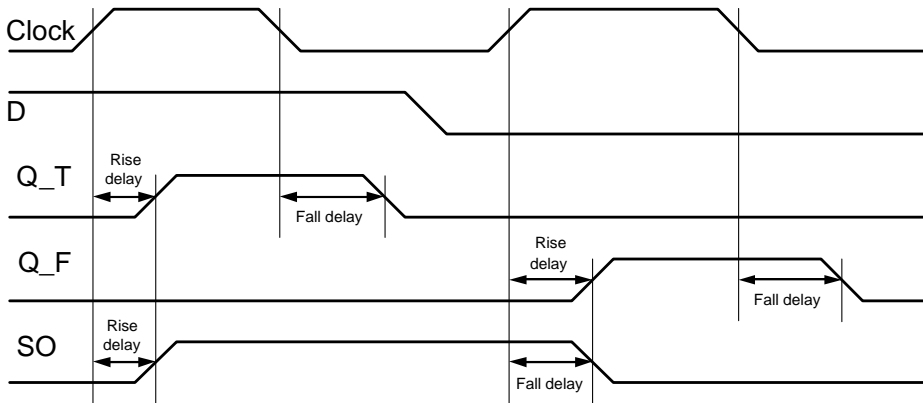 Clock
D
Q_T
Rise
delay
Fall delay
Q_F
Rise
delay
Fall delay
SO
Rise
delay
Fall delay